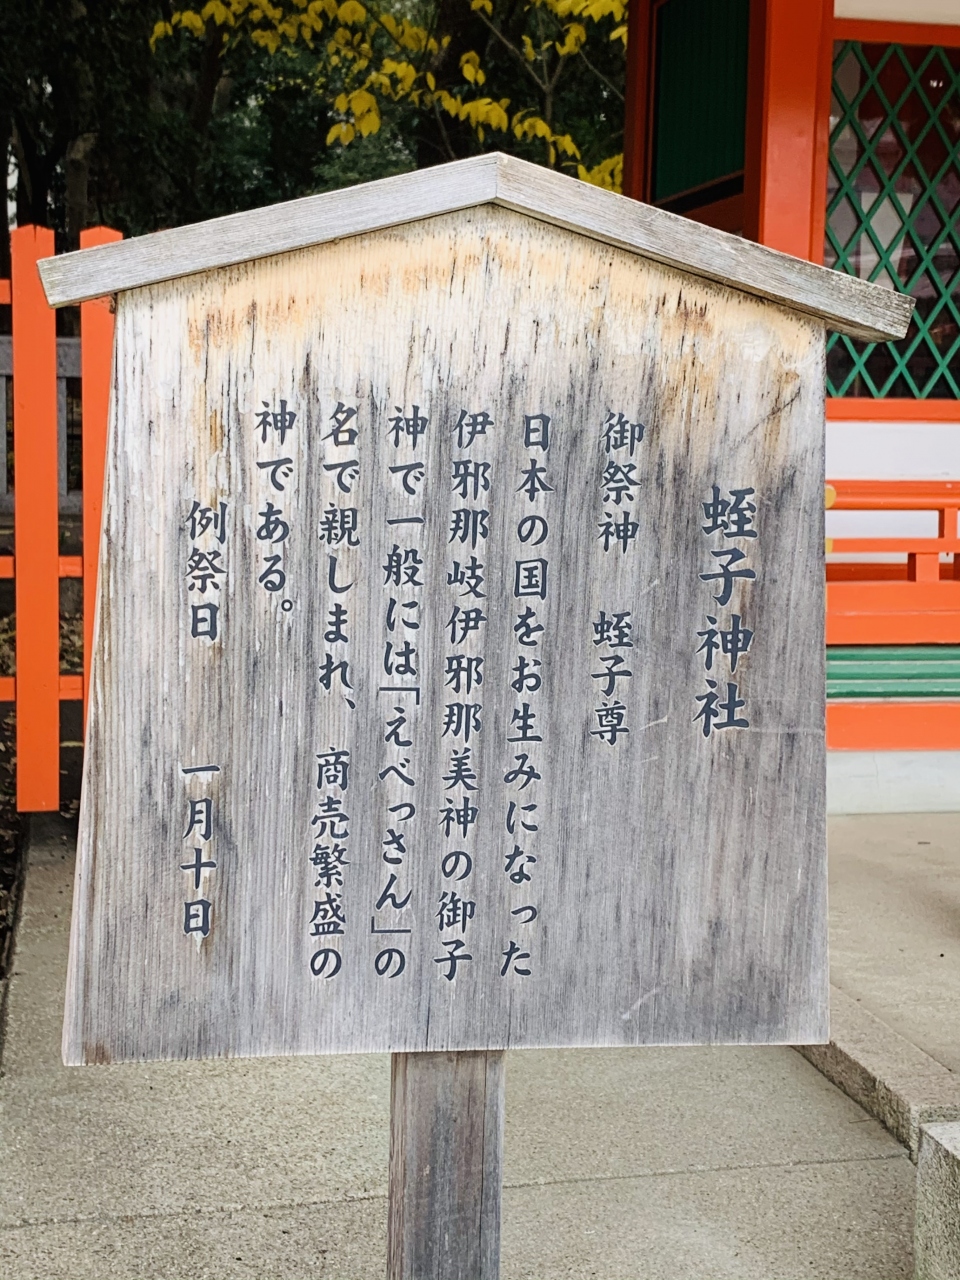 蛭子神社
御祭神 蛭子尊
日本の国をお生みになった
伊邪那岐伊邪那美神の御子
神で一般には「えべっさん」の
名で親しまれ、商売繁盛の
神である。
例祭日 一月十日